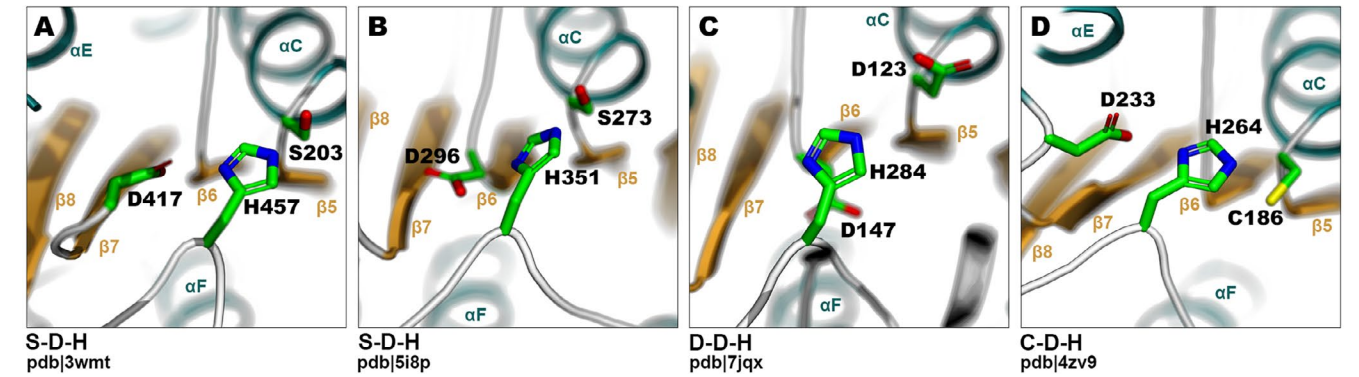 A
αE
αC
S203
D417
H457
β8
β7
β6
β5
αF
S-D-H
pdb|3wmt
B
αC
β8
S273
D296
H351
β6
β5
β7
αF
S-D-H
pdb|5i8p
C
αC
D123
β6
β5
β8
H284
β7
D147
αF
D-D-H
pdb|7jqx
D
αE
αC
D233
H264
C186
β6
β7
β5
β8
αF
C-D-H
pdb|4zv9